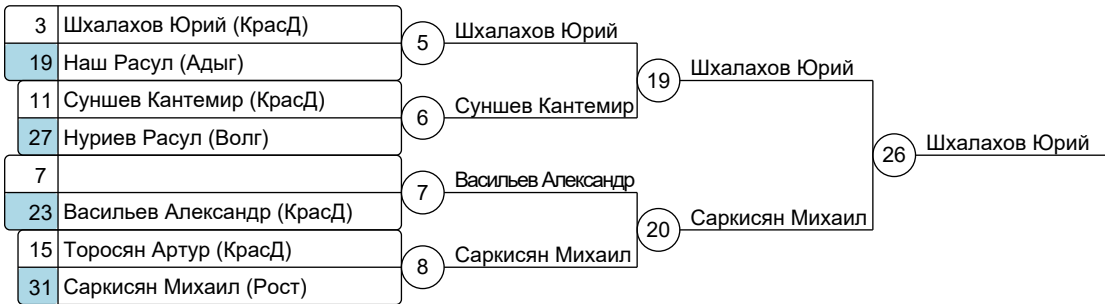 3 Шхалахов Юрий (КрасД)
19 Наш Расул (Адыг)
11 Суншев Кантемир (КрасД)
27 Нуриев Расул (Волг)
7
23 Васильев Александр (КрасД)
15 Торосян Артур (КрасД)
31 Саркисян Михаил (Рост)
5 Шхалахов Юрий
6 Суншев Кантемир
7 Васильев Александр
8 Саркисян Михаил
19 Шхалахов Юрий
20 Саркисян Михаил
26 Шхалахов Юрий